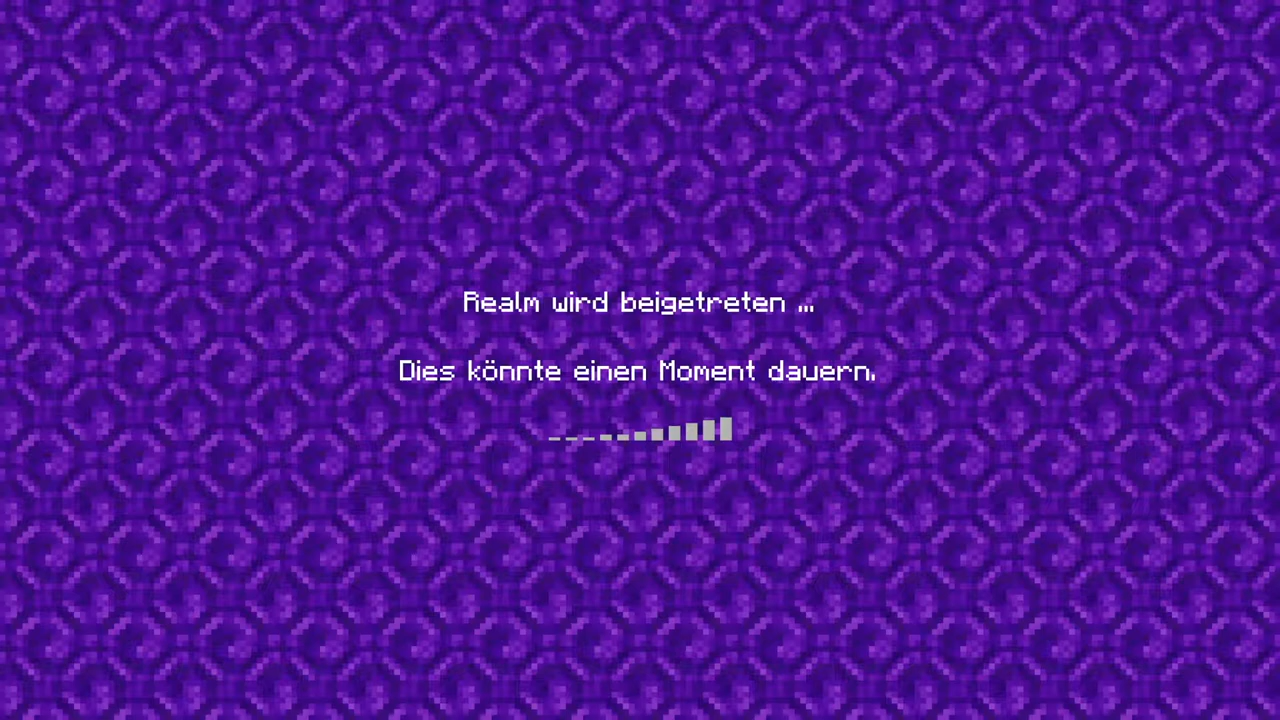 Realm wird beigetreten ...
Dies könnte einen Moment dauern.